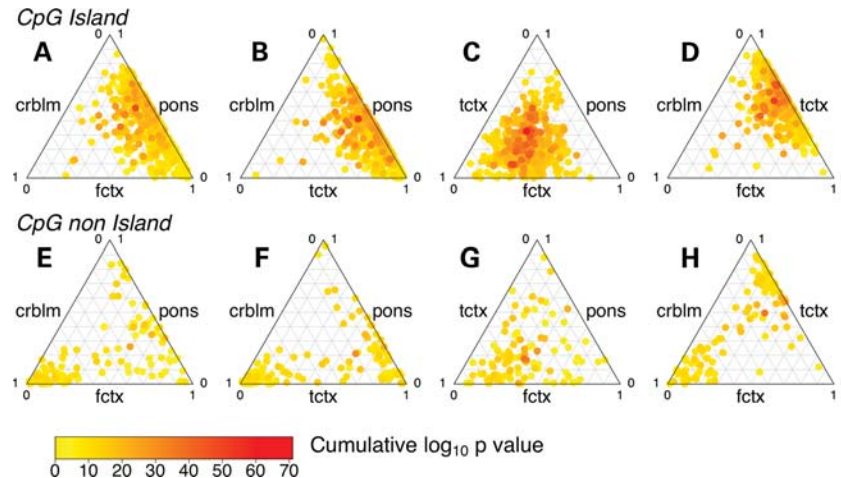 CpG Island
A B C D
0 1 0 1 0 1 0 1
crblm pons crblm pons tctx pons crblm tctx
1 0 1 0 1 0 1 0
0 fctx 1 0 tctx 1 0 fctx 1 0 fctx 1
CpG non Island
E F G H
0 1 0 1 0 1 0 1
crblm pons crblm pons tctx pons crblm tctx
1 0 1 0 1 0 1 0
0 fctx 1 0 tctx 1 0 fctx 1 0 fctx 1
Cumulative log10 p value
0 10 20 30 40 50 60 70